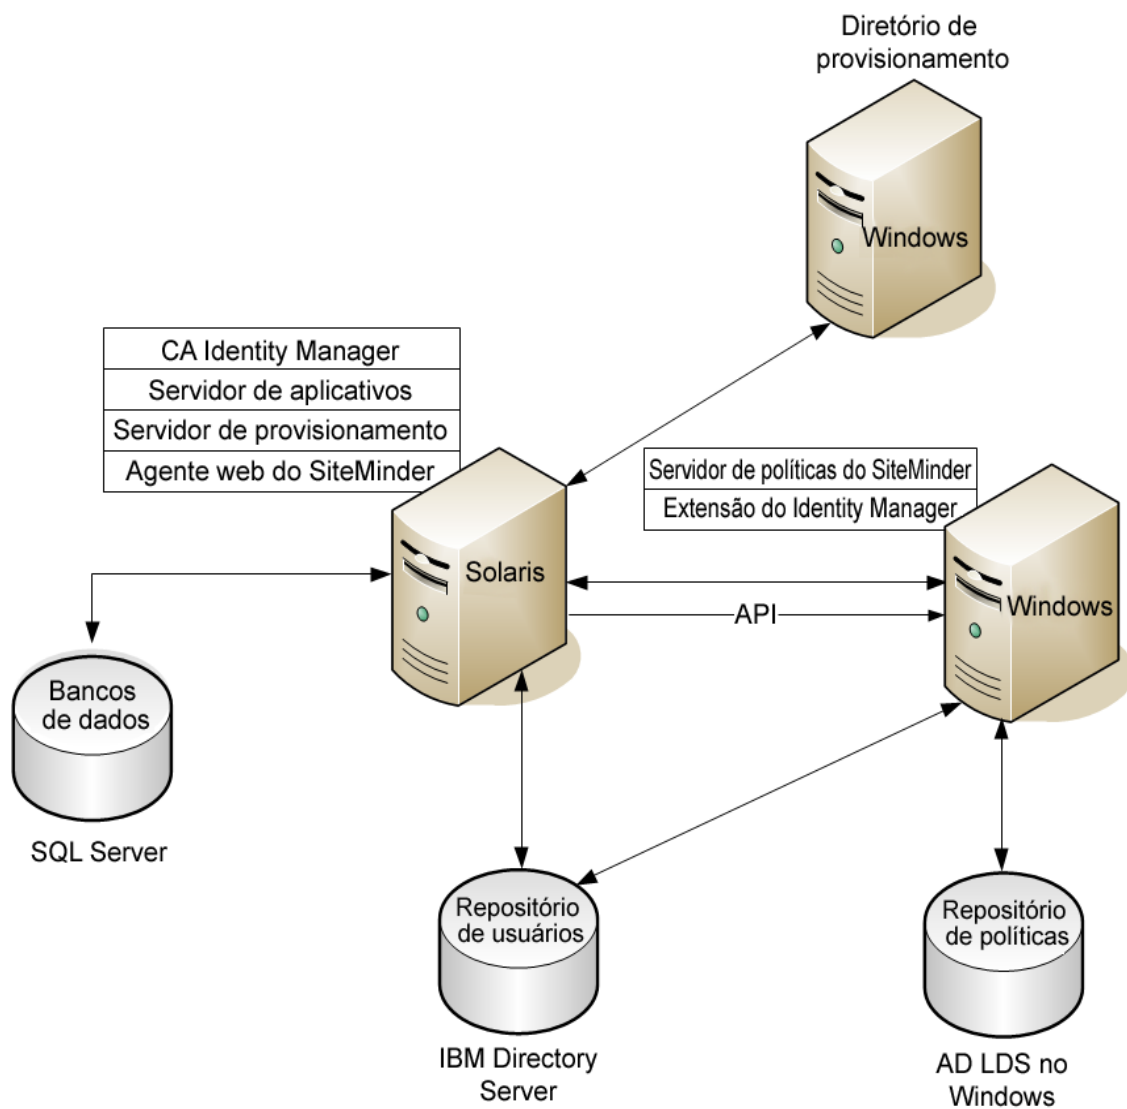 Diretório de
provisionamento
Windows
CA Identity Manager
Servidor de aplicativos
Servidor de provisionamento
Agente web do SiteMinder
Servidor de políticas do SiteMinder
Extensão do Identity Manager
Solaris
API
Windows
Bancos
de dados
SQL Server
Repositório
de usuários
IBM Directory
Server
Repositório
de políticas
AD LDS no
Windows